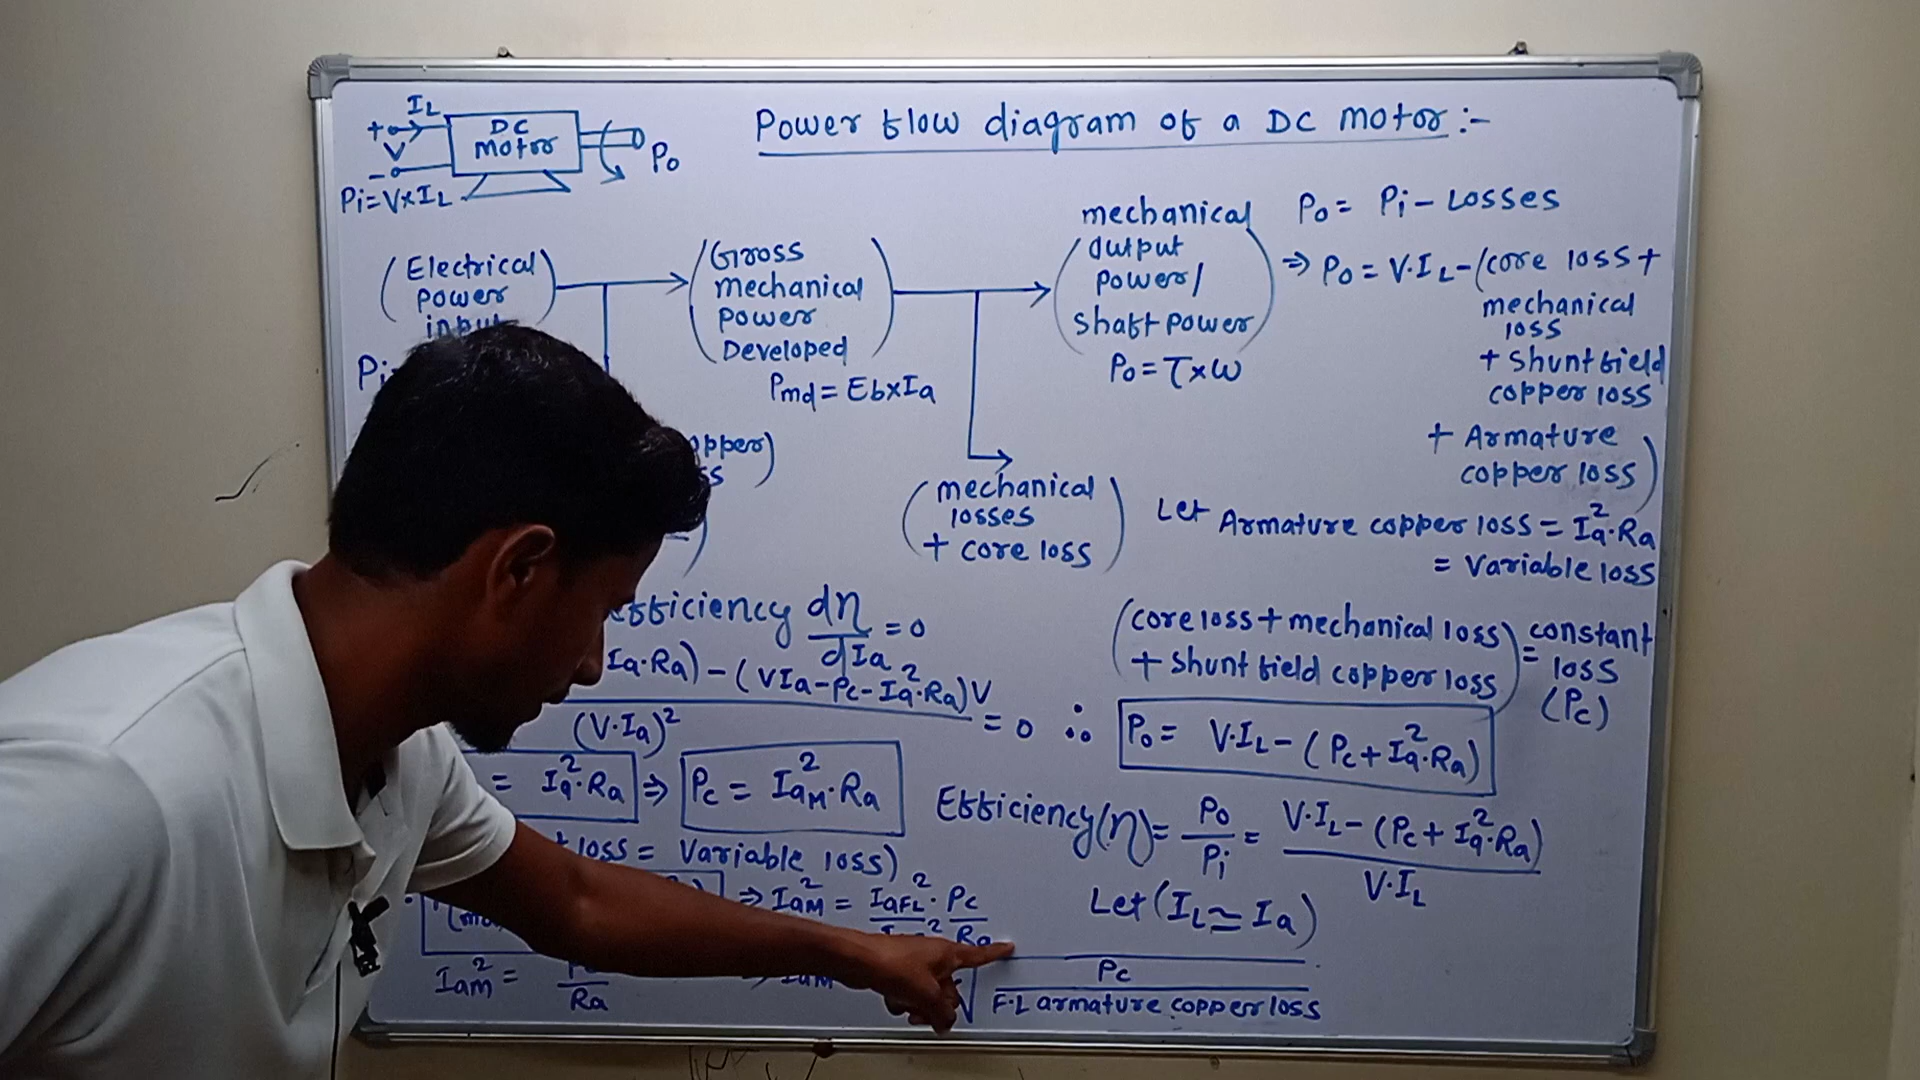 Power flow diagram of a DC motor :-
IL
+
V
-
DC
motor
Po
Pi = V×IL
(Electrical
power
input
Pi
(Gross
mechanical
power
Developed)
Pmd = Eb×Ia
mechanical
(output
power/
shaft power)
Po = T×ω
(mechanical
losses
+ core loss)
Po = Pi - Losses
⇒ Po = V·IL - (core loss +
mechanical
loss
+ shunt field
copper loss
+ Armature
copper loss)
Let Armature copper loss = Ia²·Ra
= Variable loss
(core loss + mechanical loss
+ shunt field copper loss) = constant
loss
(Pc)
∴ Po = V·IL - (Pc + Ia²·Ra)
Efficiency(η) = Po/Pi = V·IL - (Pc + Ia²·Ra) / V·IL
Let (IL ≃ Ia)
efficiency dη/dIa = 0
Ia·Ra) - (VIa - Pc - Ia²·Ra)V / (V·Ia)² = 0
= Ia²·Ra ⇒ Pc = IaM²·Ra
loss = Variable loss)
⇒ IaM² = IaFL² · Pc
Ra
IaM² =
Ra
√ Pc / F·L armature copper loss